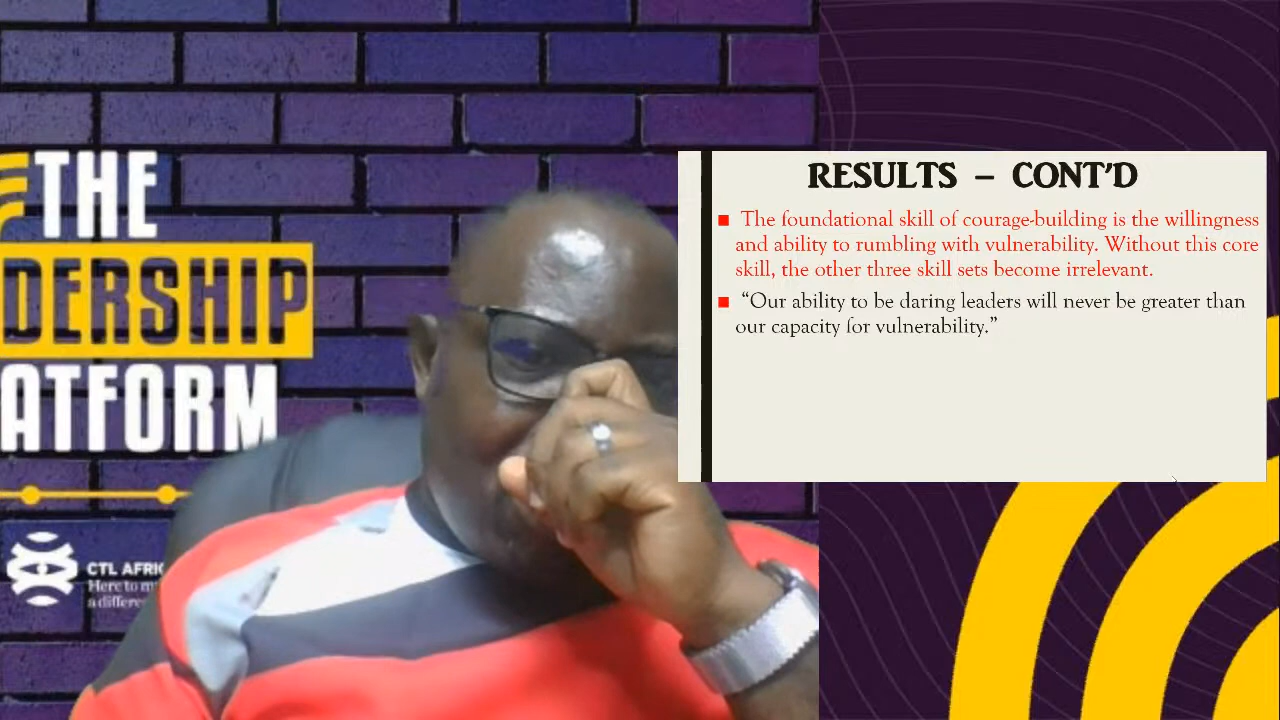 THE
DERSHIP
ATFORM
CTL AFRIC
Here to m
a differe
RESULTS – CONT'D
The foundational skill of courage-building is the willingness
and ability to rumbling with vulnerability. Without this core
skill, the other three skill sets become irrelevant.
“Our ability to be daring leaders will never be greater than
our capacity for vulnerability.”